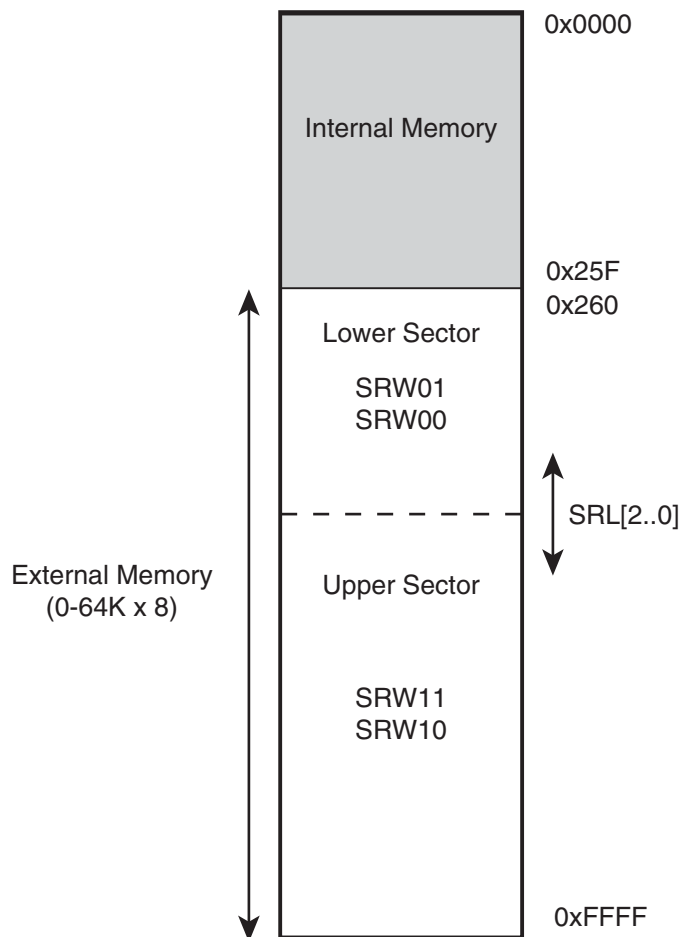 0x0000
Internal Memory
0x25F
0x260
Lower Sector
SRW01
SRW00
SRL[2..0]
External Memory
(0-64K x 8)
Upper Sector
SRW11
SRW10
0xFFFF